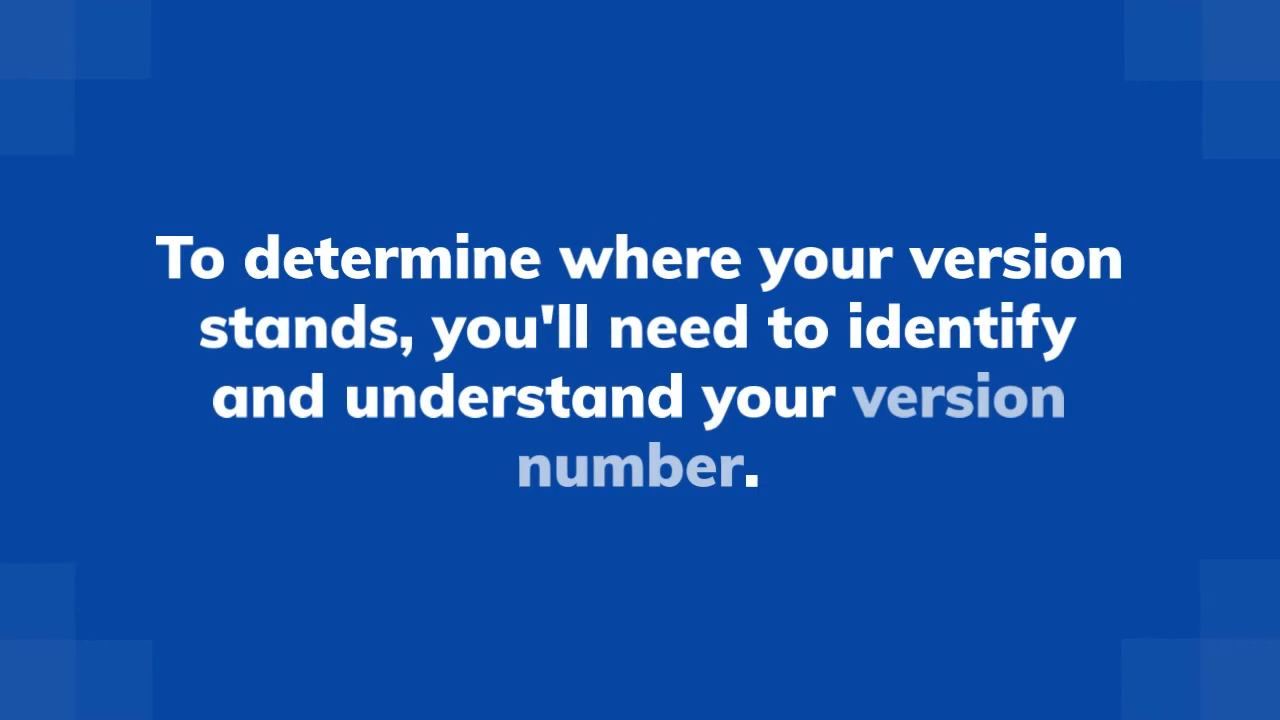 To determine where your version
stands, you'll need to identify
and understand your version
number.